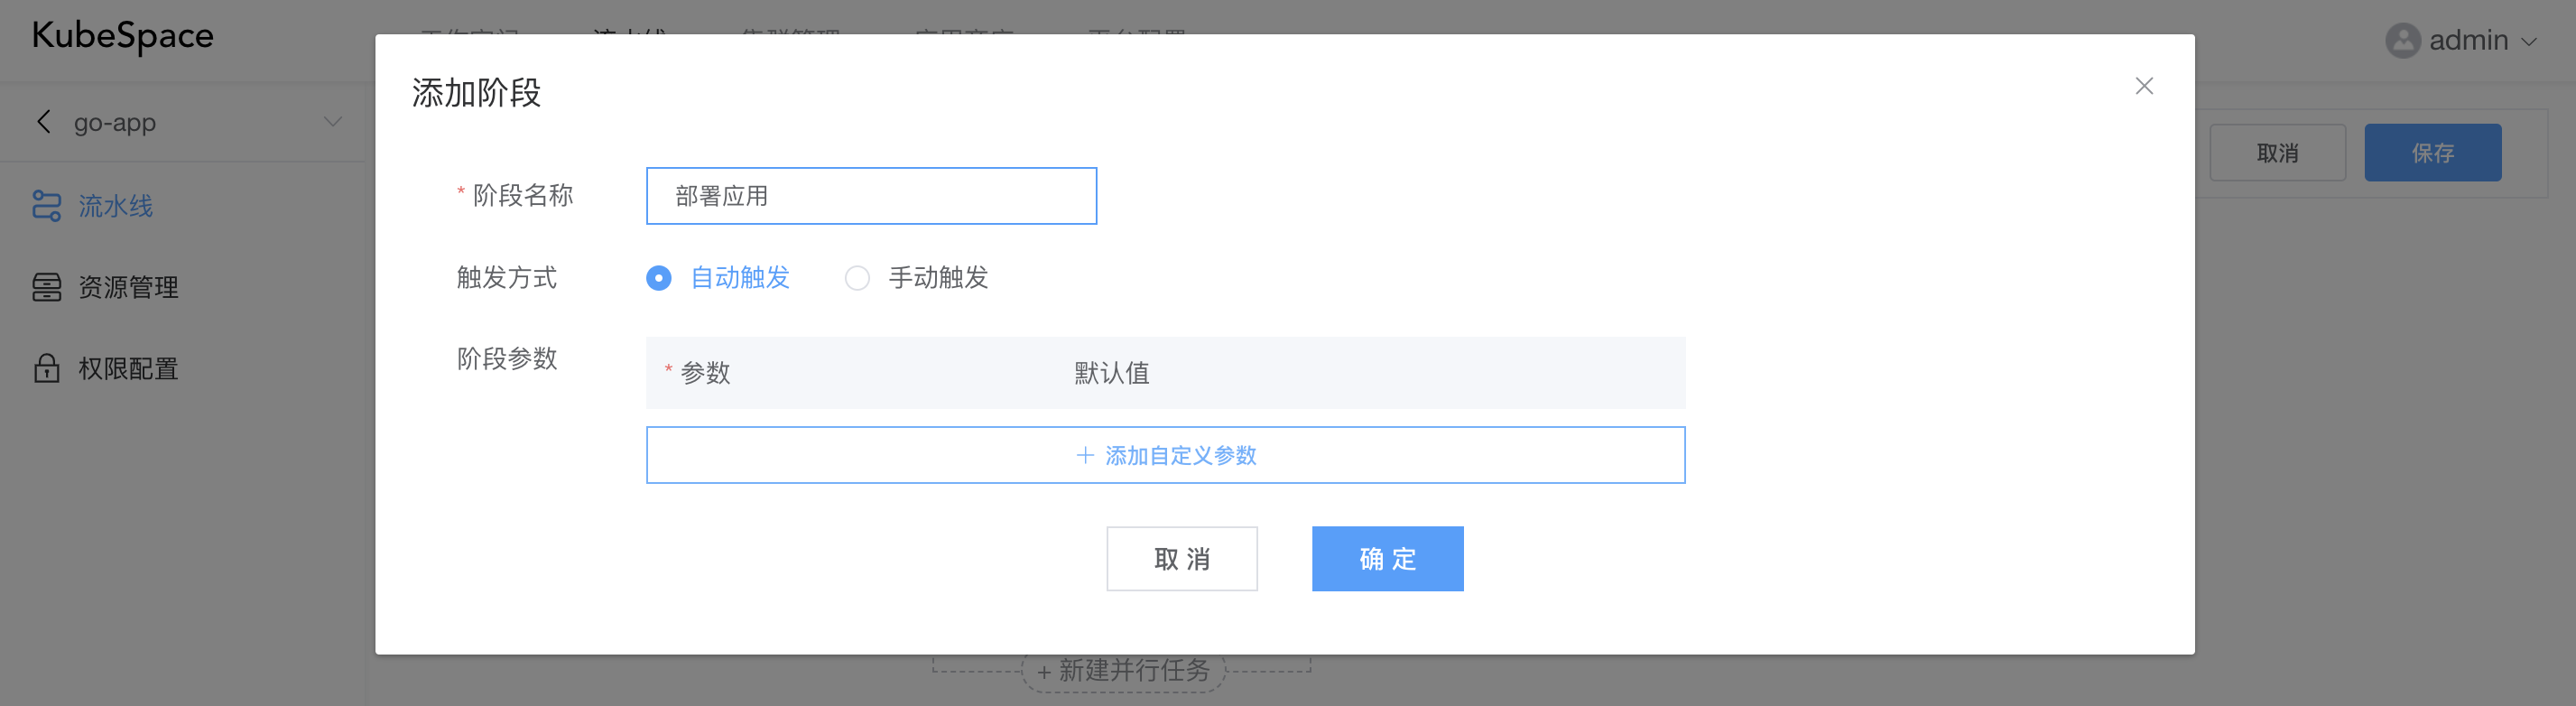 KubeSpace
admin
go-app
流水线
资源管理
权限配置
取消
保存
添加阶段
* 阶段名称
部署应用
触发方式
自动触发
手动触发
阶段参数
* 参数
默认值
+ 添加自定义参数
取 消
确 定
+ 新建并行任务